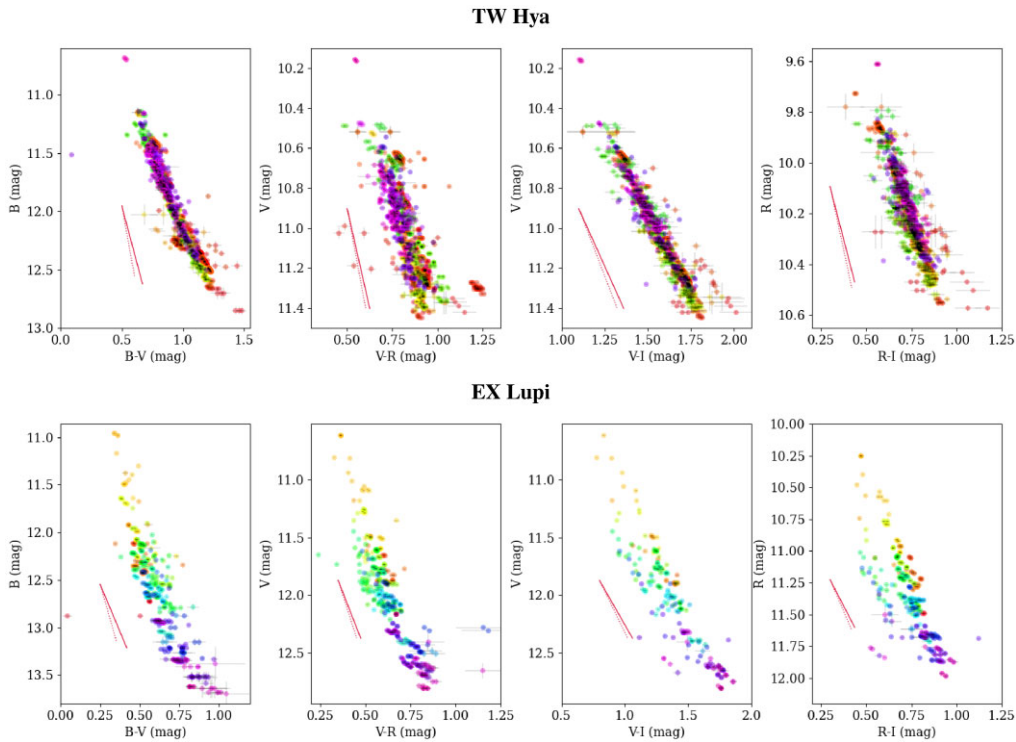 TW Hya
11.0
11.5
12.0
12.5
13.0
B (mag)
0.0 0.5 1.0 1.5
B-V (mag)
10.2
10.4
10.6
10.8
11.0
11.2
11.4
V (mag)
0.50 0.75 1.00 1.25
V-R (mag)
10.2
10.4
10.6
10.8
11.0
11.2
11.4
V (mag)
1.00 1.25 1.50 1.75 2.00
V-I (mag)
9.6
9.8
10.0
10.2
10.4
10.6
R (mag)
0.25 0.50 0.75 1.00 1.25
R-I (mag)
EX Lupi
11.0
11.5
12.0
12.5
13.0
13.5
B (mag)
0.00 0.25 0.50 0.75 1.00
B-V (mag)
11.0
11.5
12.0
12.5
V (mag)
0.25 0.50 0.75 1.00 1.25
V-R (mag)
11.0
11.5
12.0
12.5
V (mag)
0.5 1.0 1.5 2.0
V-I (mag)
10.00
10.25
10.50
10.75
11.00
11.25
11.50
11.75
12.00
R (mag)
0.25 0.50 0.75 1.00 1.25
R-I (mag)